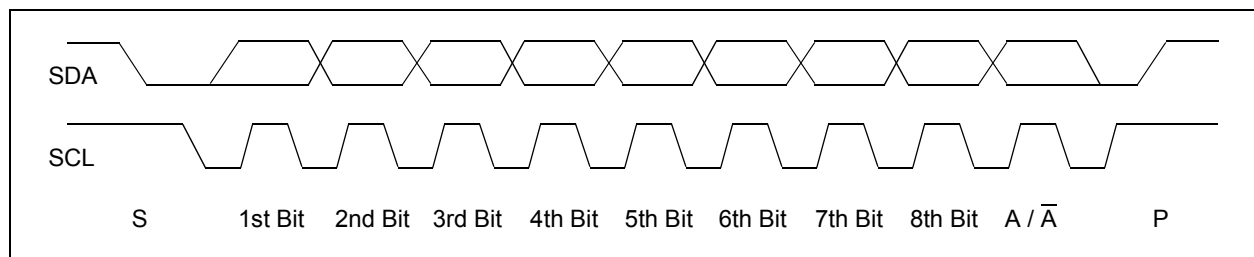 SDA
SCL
S 1st Bit 2nd Bit 3rd Bit 4th Bit 5th Bit 6th Bit 7th Bit 8th Bit A / A̅ P